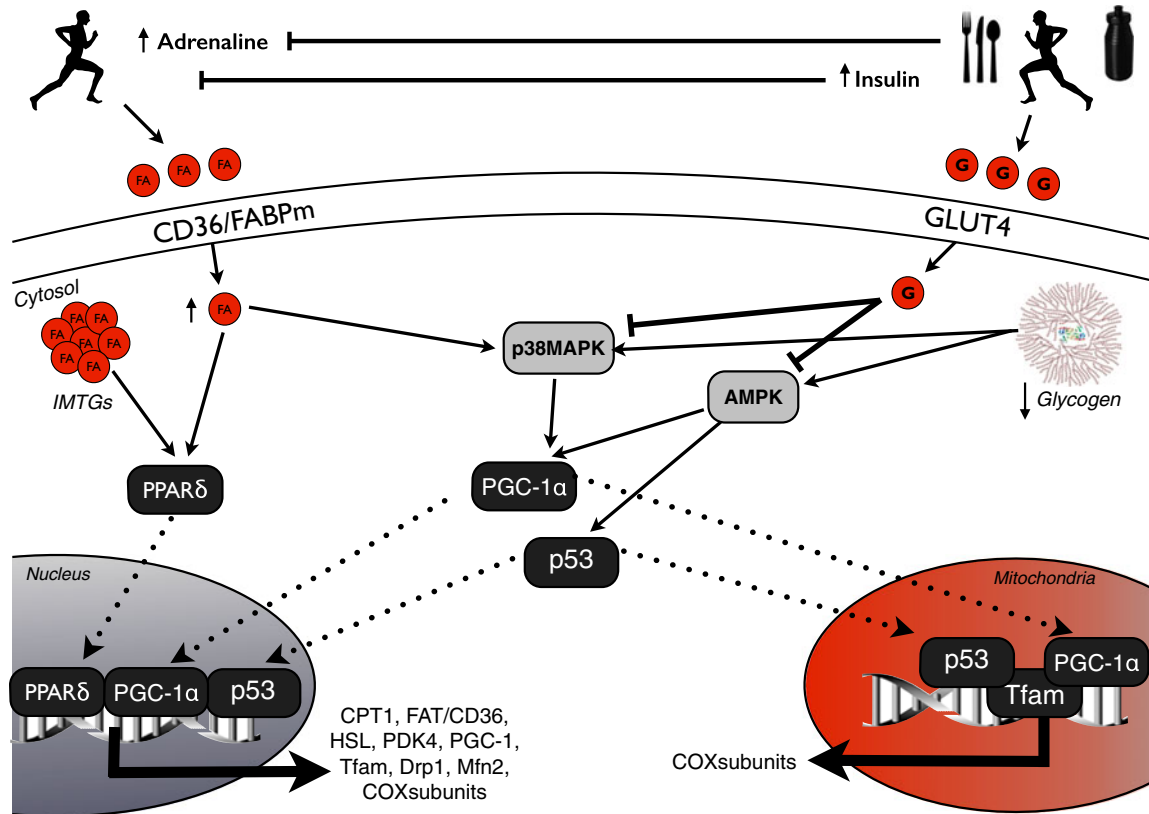 ↑ Adrenaline
↑ Insulin
FA FA FA
G G G
CD36/FABPm
GLUT4
Cytosol
↑ FA
G
FA FA
FA FA FA
FA FA
IMTGs
p38MAPK
AMPK
↓ Glycogen
PPARδ
PGC-1α
p53
Nucleus
Mitochondria
PPARδ PGC-1α p53
p53
PGC-1α
Tfam
CPT1, FAT/CD36,
HSL, PDK4, PGC-1,
Tfam, Drp1, Mfn2,
COXsubunits
COXsubunits